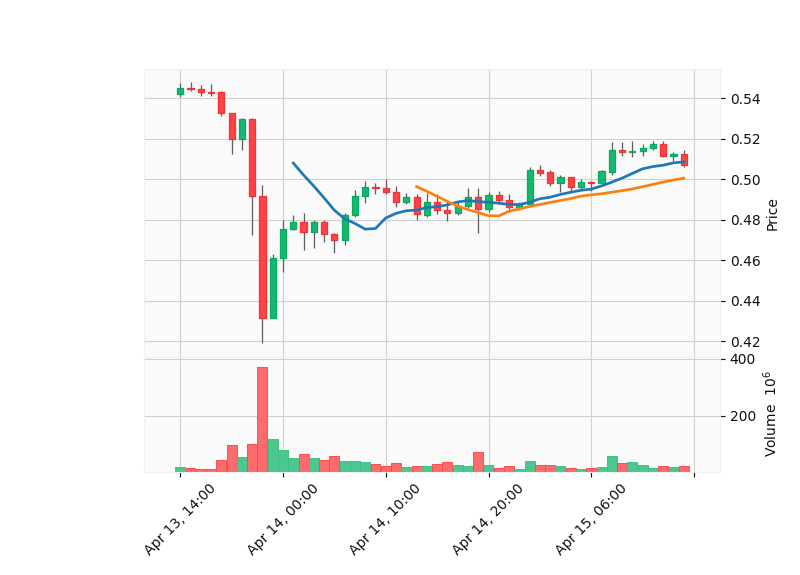 0.54
0.52
0.50
0.48
0.46
0.44
0.42
Price
400
200
Volume 10^6
Apr 13, 14:00
Apr 14, 00:00
Apr 14, 10:00
Apr 14, 20:00
Apr 15, 06:00